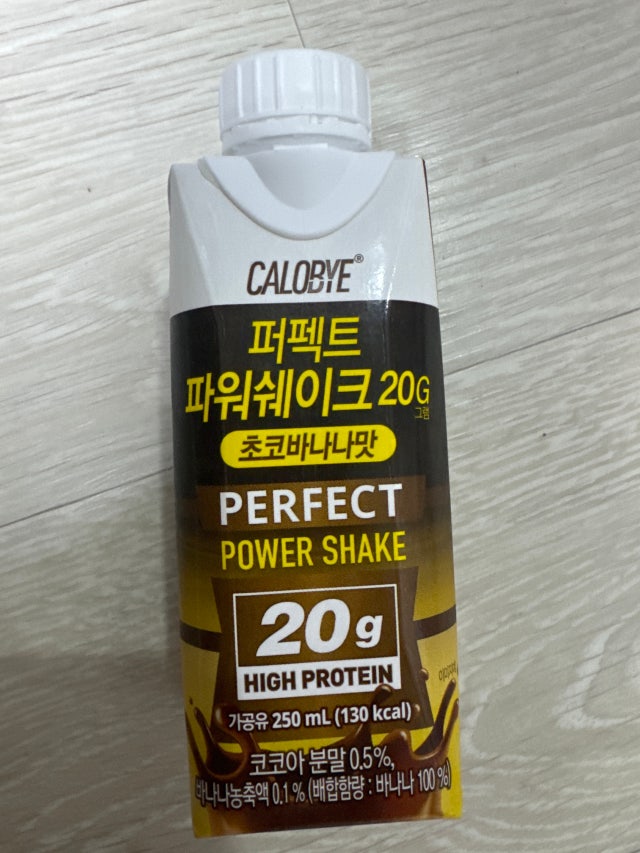 CALOBYE®
퍼펙트
파워쉐이크 20G
그램
초코바나나맛
PERFECT
POWER SHAKE
20g
HIGH PROTEIN
가공유 250 mL (130 kcal)
코코아 분말 0.5%,
바나나농축액 0.1 % (배합함량 : 바나나 100 %)